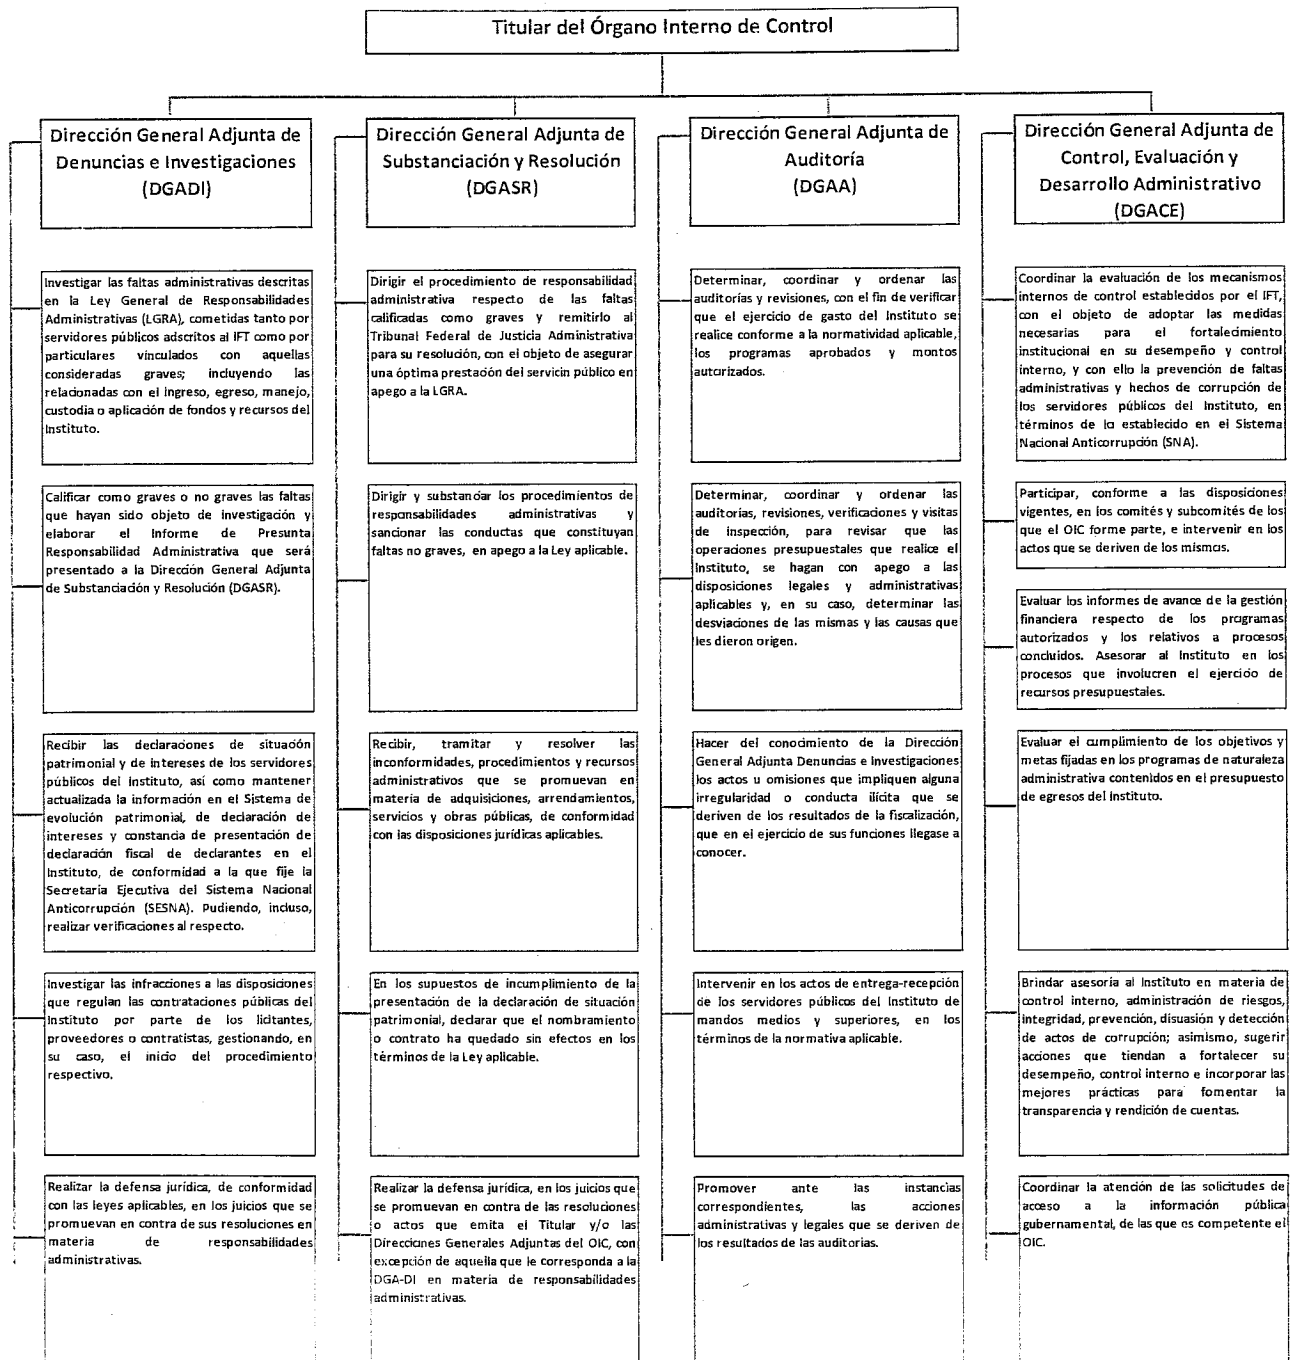 Titular del Órgano Interno de Control
Dirección General Adjunta de
Denuncias e Investigaciones
(DGADI)
Investigar las faltas administrativas descritas
en la Ley General de Responsabilidades
Administrativas (LGRA), cometidas tanto por
servidores públicos adscritos al IFT como por
particulares vinculados con aquellas
consideradas graves; incluyendo las
relacionadas con el ingreso, egreso, manejo,
custodia o aplicación de fondos y recursos del
Instituto.
Calificar como graves o no graves las faltas
que hayan sido objeto de investigación y
elaborar el Informe de Presunta
Responsabilidad Administrativa que será
presentado a la Dirección General Adjunta
de Substanciación y Resolución (DGASR).
Recibir las declaraciones de situación
patrimonial y de intereses de los servidores
públicos del Instituto, así como mantener
actualizada la información en el Sistema de
evolución patrimonial, de declaración de
intereses y constancia de presentación de
declaración fiscal de declarantes en el
Instituto, de conformidad a la que fije la
Secretaría Ejecutiva del Sistema Nacional
Anticorrupción (SESNA). Pudiendo, incluso,
realizar verificaciones al respecto.
Investigar las infracciones a las disposiciones
que regulan las contrataciones públicas del
Instituto por parte de los licitantes,
proveedores o contratistas, gestionando, en
su caso, el inicio del procedimiento
respectivo.
Realizar la defensa jurídica, de conformidad
con las leyes aplicables, en los juicios que se
promuevan en contra de sus resoluciones en
materia de responsabilidades
administrativas.
Dirección General Adjunta de
Substanciación y Resolución
(DGASR)
Dirigir el procedimiento de responsabilidad
administrativa respecto de las faltas
calificadas como graves y remitirlo al
Tribunal Federal de Justicia Administrativa
para su resolución, con el objeto de asegurar
una óptima prestación del servicin público en
apego a la LGRA.
Dirigir y substanciar los procedimientos de
responsabilidades administrativas y
sancionar las conductas que constituyan
faltas no graves, en apego a la Ley aplicable.
Recibir, tramitar y resolver las
inconformidades, procedimientos y recursos
administrativos que se promuevan en
materia de adquisiciones, arrendamientos,
servicios y obras públicas, de conformidad
con las disposiciones jurídicas aplicables.
En los supuestos de incumplimiento de la
presentación de la declaración de situación
patrimonial, declarar que el nombramiento
o contrato ha quedado sin efectos en los
términos de la Ley aplicable.
Realizar la defensa jurídica, en los juicios que
se promuevan en contra de las resoluciones
o actos que emita el Titular y/o las
Direcciones Generales Adjuntas del OIC, con
excepción de aquella que le corresponda a la
DGA-DI en materia de responsabilidades
administrativas.
Dirección General Adjunta de
Auditoría
(DGAA)
Determinar, coordinar y ordenar las
auditorías y revisiones, con el fin de verificar
que el ejercicio de gasto del Instituto se
realice conforme a la normatividad aplicable,
los programas aprobados y montos
autorizados.
Determinar, coordinar y ordenar las
auditorías, revisiones, verificaciones y visitas
de inspección, para revisar que las
operaciones presupuestales que realice el
Instituto, se hagan con apego a las
disposiciones legales y administrativas
aplicables y, en su caso, determinar las
desviaciones de las mismas y las causas que
les dieron origen.
Hacer del conocimiento de la Dirección
General Adjunta Denuncias e Investigaciones
los actos u omisiones que impliquen alguna
irregularidad o conducta ilícita que se
deriven de los resultados de la fiscalización,
que en el ejercicio de sus funciones llegase a
conocer.
Intervenir en los actos de entrega-recepción
de los servidores públicos del Instituto de
mandos medios y superiores, en los
términos de la normativa aplicable.
Promover ante las instancias
correspondientes, las acciones
administrativas y legales que se deriven de
los resultados de las auditorías.
Dirección General Adjunta de
Control, Evaluación y
Desarrollo Administrativo
(DGACE)
Coordinar la evaluación de los mecanismos
internos de control establecidos por el IFT,
con el objeto de adoptar las medidas
necesarias para el fortalecimiento
institucional en su desempeño y control
interno, y con ello la prevención de faltas
administrativas y hechos de corrupción de
los servidores públicos del Instituto, en
términos de lo establecido en el Sistema
Nacional Anticorrupción (SNA).
Participar, conforme a las disposiciones
vigentes, en los comités y subcomités de los
que el OIC forme parte, e intervenir en los
actos que se deriven de los mismos.
Evaluar los informes de avance de la gestión
financiera respecto de los programas
autorizados y los relativos a procesos
concluidos. Asesorar al Instituto en los
procesos que involucren el ejercicio de
recursos presupuestales.
Evaluar el cumplimiento de los objetivos y
metas fijadas en los programas de naturaleza
administrativa contenidos en el presupuesto
de egresos del Instituto.
Brindar asesoría al Instituto en materia de
control interno, administración de riesgos,
integridad, prevención, disuasión y detección
de actos de corrupción; asimismo, sugerir
acciones que tiendan a fortalecer su
desempeño, control interno e incorporar las
mejores prácticas para fomentar la
transparencia y rendición de cuentas.
Coordinar la atención de las solicitudes de
acceso a la información pública
gubernamental, de las que es competente el
OIC.